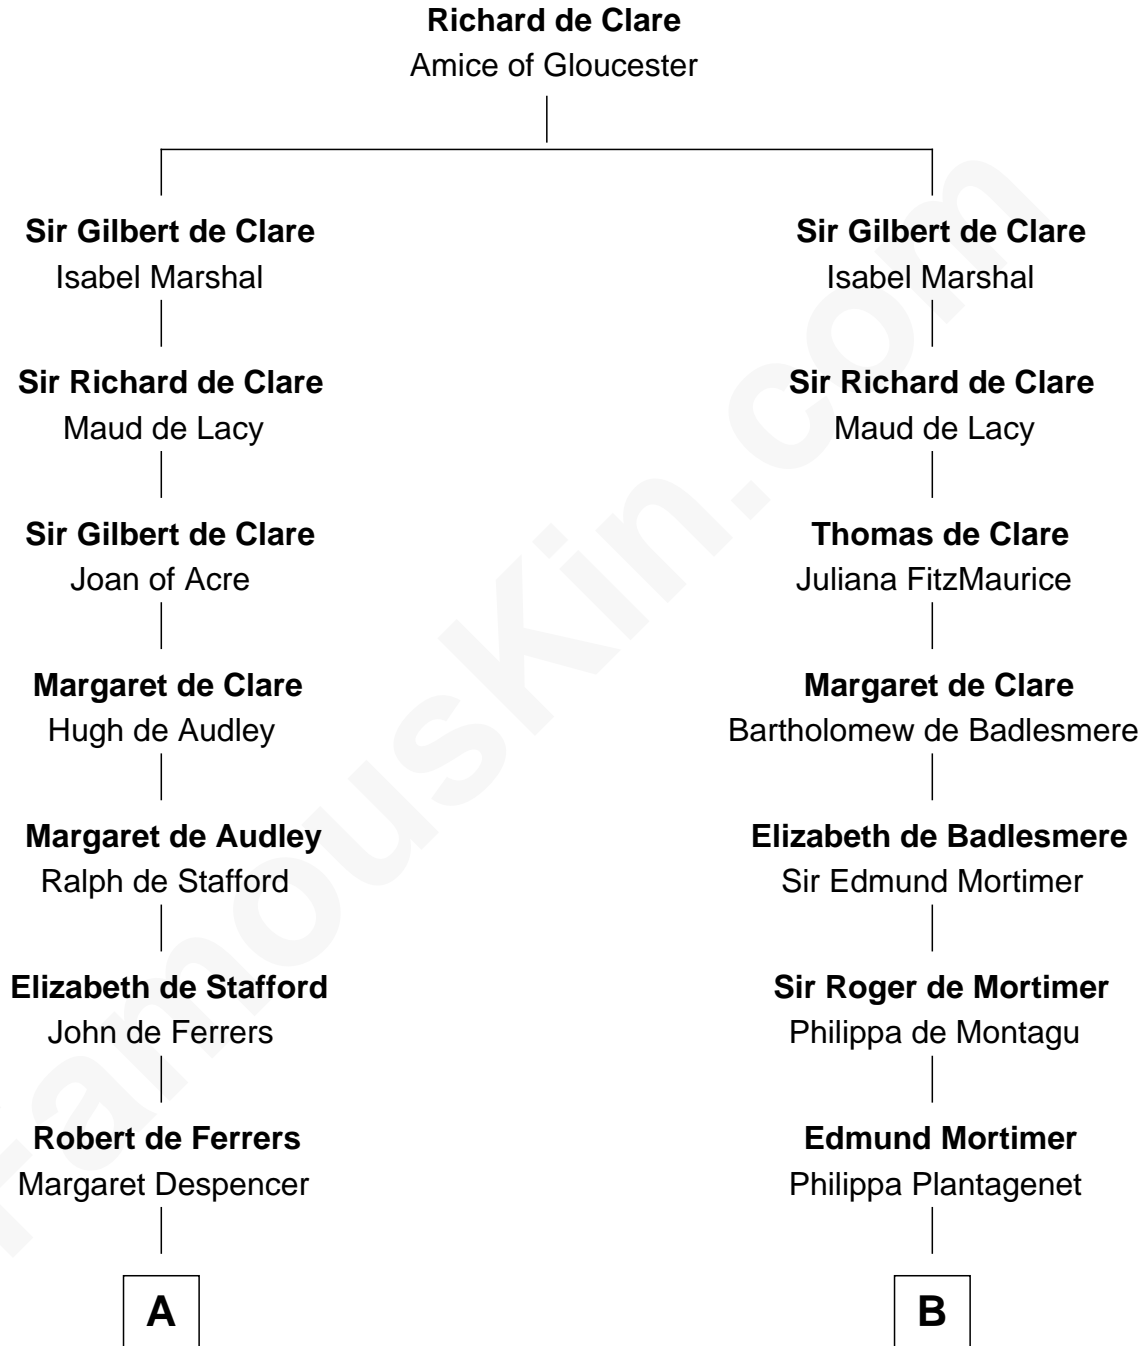 Richard de Clare
Amice of Gloucester
Sir Gilbert de Clare
Isabel Marshal
Sir Richard de Clare
Maud de Lacy
Sir Gilbert de Clare
Joan of Acre
Margaret de Clare
Hugh de Audley
Margaret de Audley
Ralph de Stafford
Elizabeth de Stafford
John de Ferrers
Robert de Ferrers
Margaret Despencer
A
Sir Gilbert de Clare
Isabel Marshal
Sir Richard de Clare
Maud de Lacy
Thomas de Clare
Juliana FitzMaurice
Margaret de Clare
Bartholomew de Badlesmere
Elizabeth de Badlesmere
Sir Edmund Mortimer
Sir Roger de Mortimer
Philippa de Montagu
Edmund Mortimer
Philippa Plantagenet
B
FamousKin.com